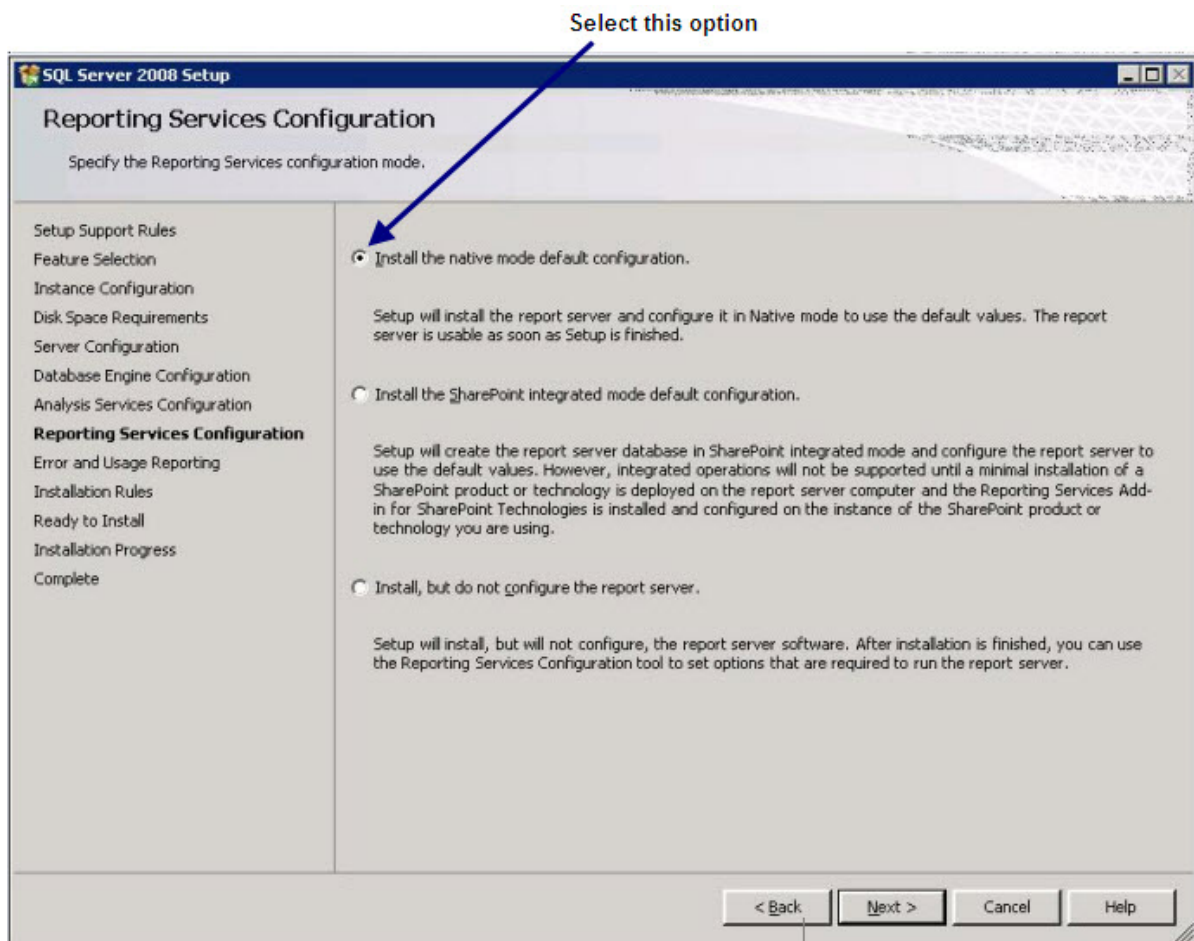 Select this option
SQL Server 2008 Setup
Reporting Services Configuration
Specify the Reporting Services configuration mode.
Setup Support Rules
Feature Selection
Instance Configuration
Disk Space Requirements
Server Configuration
Database Engine Configuration
Analysis Services Configuration
Reporting Services Configuration
Error and Usage Reporting
Installation Rules
Ready to Install
Installation Progress
Complete
Install the native mode default configuration.
Setup will install the report server and configure it in Native mode to use the default values. The report
server is usable as soon as Setup is finished.
Install the SharePoint integrated mode default configuration.
Setup will create the report server database in SharePoint integrated mode and configure the report server to
use the default values. However, integrated operations will not be supported until a minimal installation of a
SharePoint product or technology is deployed on the report server computer and the Reporting Services Add-
in for SharePoint Technologies is installed and configured on the instance of the SharePoint product or
technology you are using.
Install, but do not configure the report server.
Setup will install, but will not configure, the report server software. After installation is finished, you can use
the Reporting Services Configuration tool to set options that are required to run the report server.
< Back
Next >
Cancel
Help